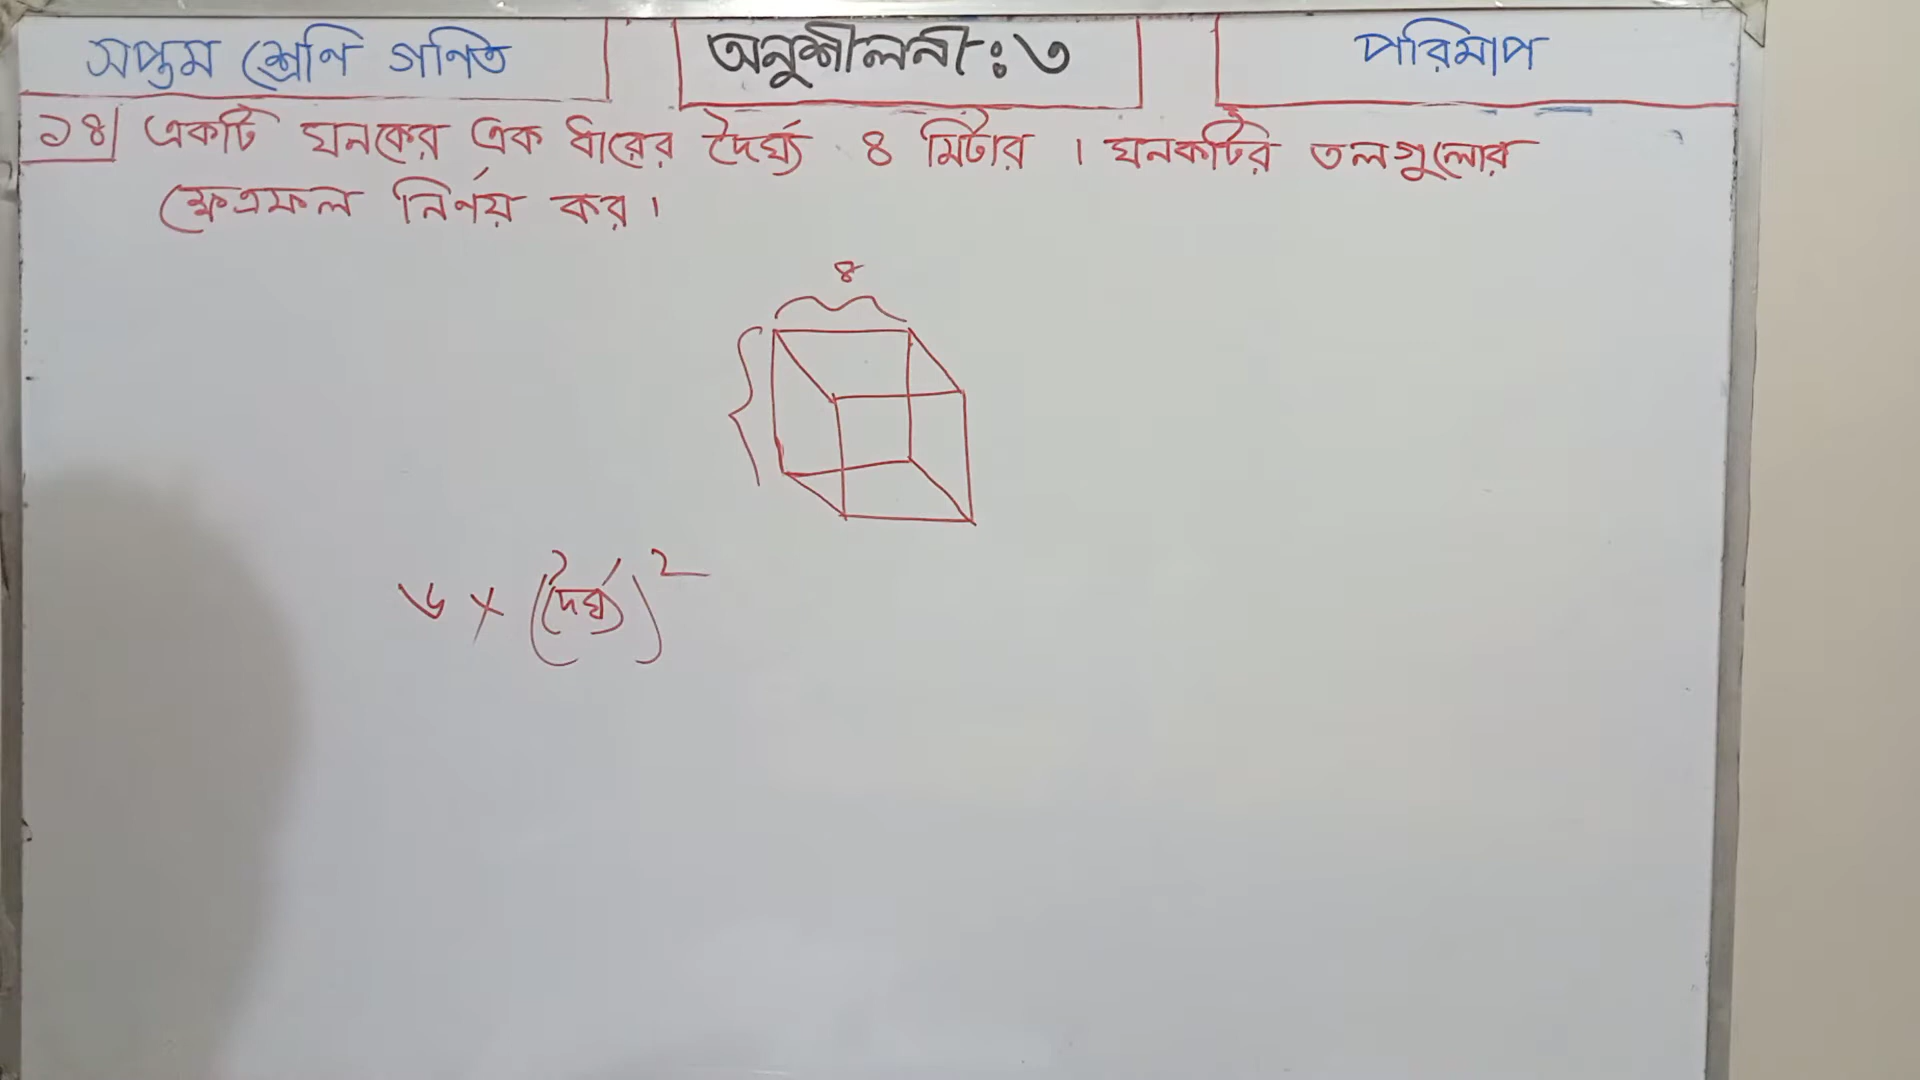 সপ্তম শ্রেণি গণিত
অনুশীলনী: ৩
পরিমাপ
১৪| একটি ঘনকের এক ধারের দৈর্ঘ্য ৪ মিটার । ঘনকটির তলগুলোর
ক্ষেত্রফল নির্ণয় কর ।
৪
৬ × (দৈর্ঘ্য)²